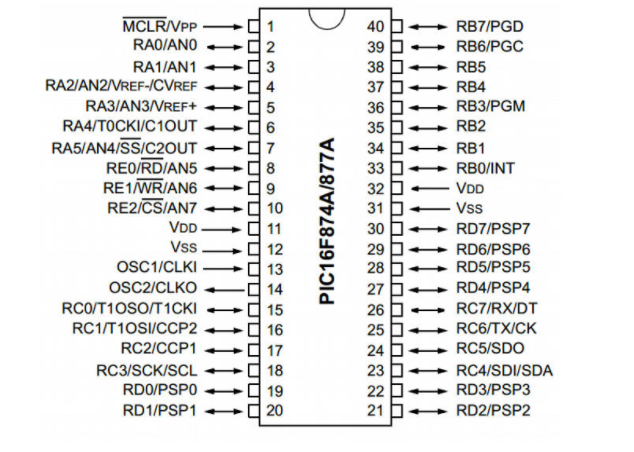 MCLR/VPP 1 40 RB7/PGD
RA0/AN0 2 39 RB6/PGC
RA1/AN1 3 38 RB5
RA2/AN2/VREF-/CVREF 4 37 RB4
RA3/AN3/VREF+ 5 36 RB3/PGM
RA4/T0CKI/C1OUT 6 35 RB2
RA5/AN4/SS/C2OUT 7 34 RB1
RE0/RD/AN5 8 33 RB0/INT
RE1/WR/AN6 9 32 VDD
RE2/CS/AN7 10 31 VSS
VDD 11 30 RD7/PSP7
VSS 12 29 RD6/PSP6
OSC1/CLKI 13 28 RD5/PSP5
OSC2/CLKO 14 27 RD4/PSP4
RC0/T1OSO/T1CKI 15 26 RC7/RX/DT
RC1/T1OSI/CCP2 16 25 RC6/TX/CK
RC2/CCP1 17 24 RC5/SDO
RC3/SCK/SCL 18 23 RC4/SDI/SDA
RD0/PSP0 19 22 RD3/PSP3
RD1/PSP1 20 21 RD2/PSP2
PIC16F874A/877A